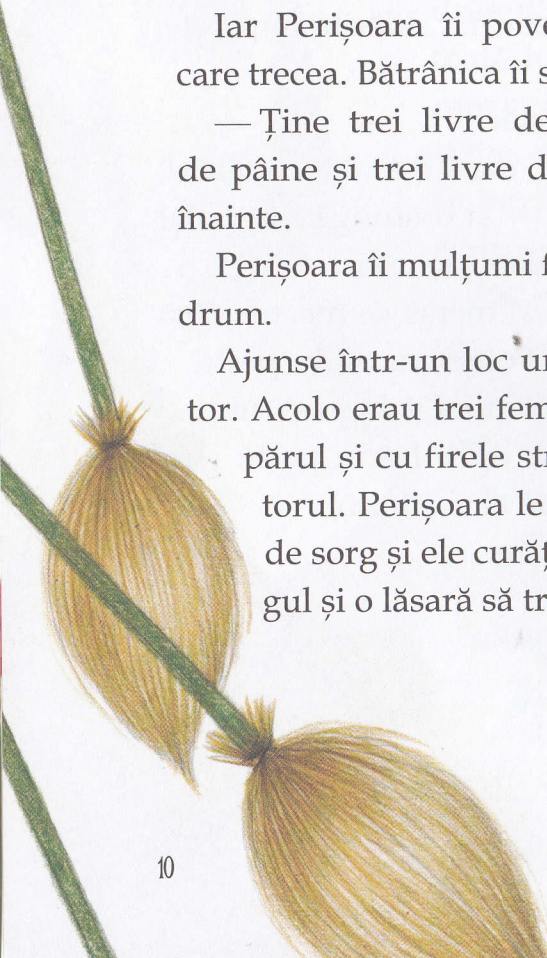 Iar Perișoara îi pove
care trecea. Bătrânica îi s
— Ține trei livre de
de pâine și trei livre d
înainte.
Perișoara îi mulțumi f
drum.
Ajunse într-un loc un
tor. Acolo erau trei fem
părul și cu firele str
torul. Perișoara le
de sorg și ele curăț
gul și o lăsară să tr
10